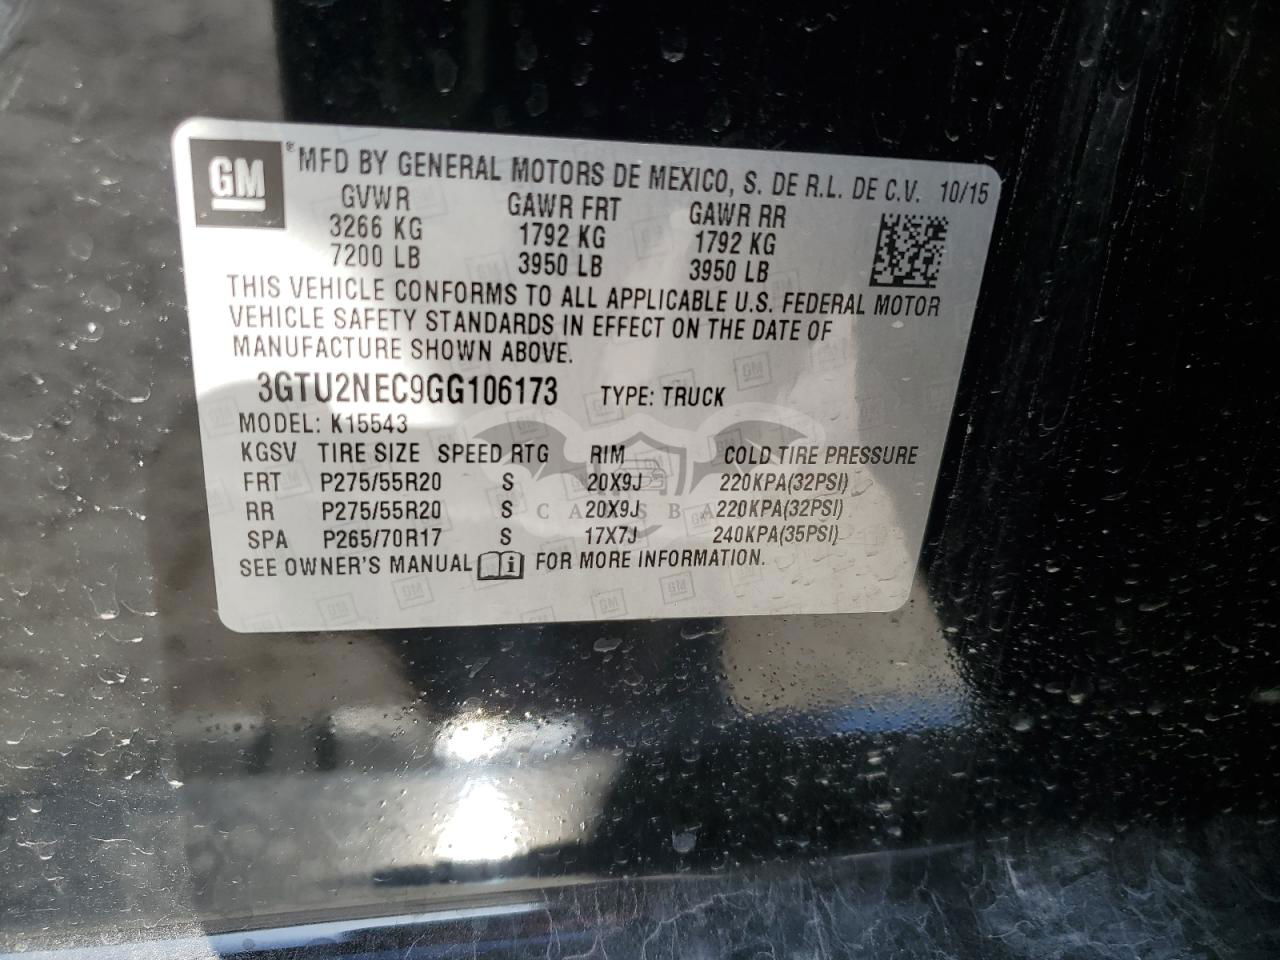 GM ® MFD BY GENERAL MOTORS DE MEXICO, S. DE R.L. DE C.V. 10/15
GVWR GAWR FRT GAWR RR
3266 KG 1792 KG 1792 KG
7200 LB 3950 LB 3950 LB
THIS VEHICLE CONFORMS TO ALL APPLICABLE U.S. FEDERAL MOTOR
VEHICLE SAFETY STANDARDS IN EFFECT ON THE DATE OF
MANUFACTURE SHOWN ABOVE.
3GTU2NEC9GG106173 TYPE: TRUCK
MODEL: K15543
KGSV TIRE SIZE SPEED RTG RIM COLD TIRE PRESSURE
FRT P275/55R20 S 20X9J 220KPA(32PSI)
RR P275/55R20 S 20X9J 220KPA(32PSI)
SPA P265/70R17 S 17X7J 240KPA(35PSI)
SEE OWNER'S MANUAL FOR MORE INFORMATION.